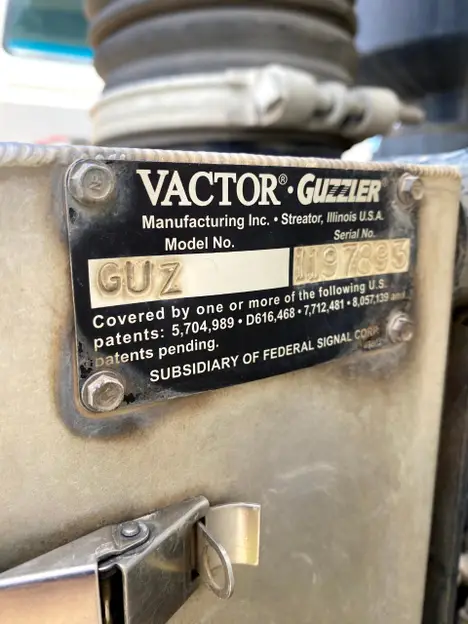 VACTOR® • GUZZLER
Manufacturing Inc. • Streator, Illinois U.S.A.
Model No. Serial No.
GUZ
Covered by one or more of the following U.S.
patents: 5,704,989 • D616,468 • 7,712,481 • 8,057,139 and
patents pending.
SUBSIDIARY OF FEDERAL SIGNAL CORP.